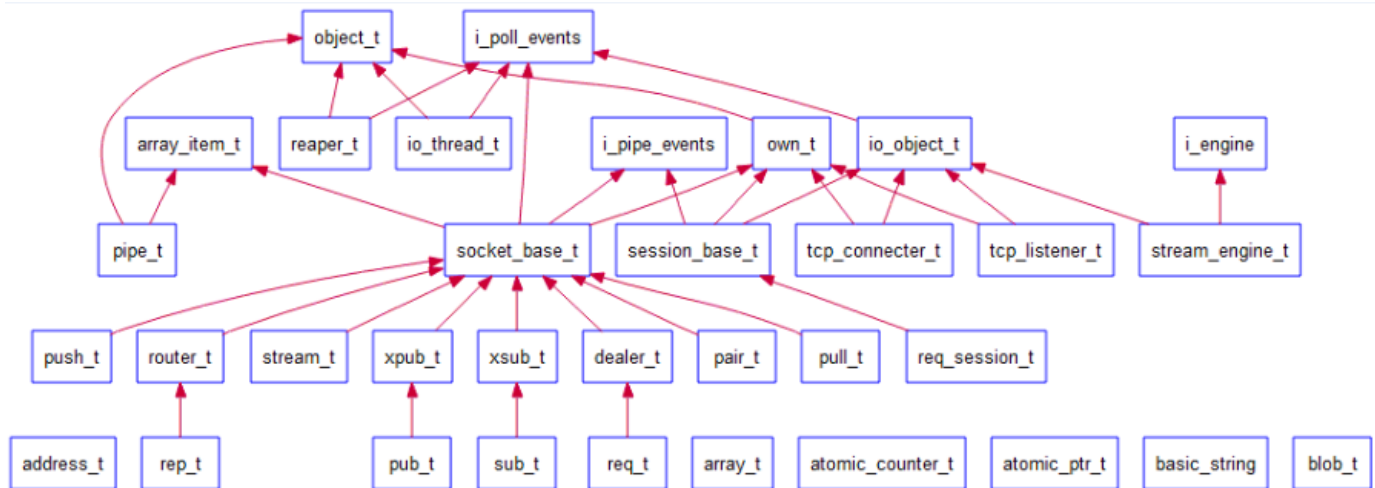 object_t i_poll_events
array_item_t reaper_t io_thread_t i_pipe_events own_t io_object_t i_engine
pipe_t socket_base_t session_base_t tcp_connecter_t tcp_listener_t stream_engine_t
push_t router_t stream_t xpub_t xsub_t dealer_t pair_t pull_t req_session_t
address_t rep_t pub_t sub_t req_t array_t atomic_counter_t atomic_ptr_t basic_string blob_t